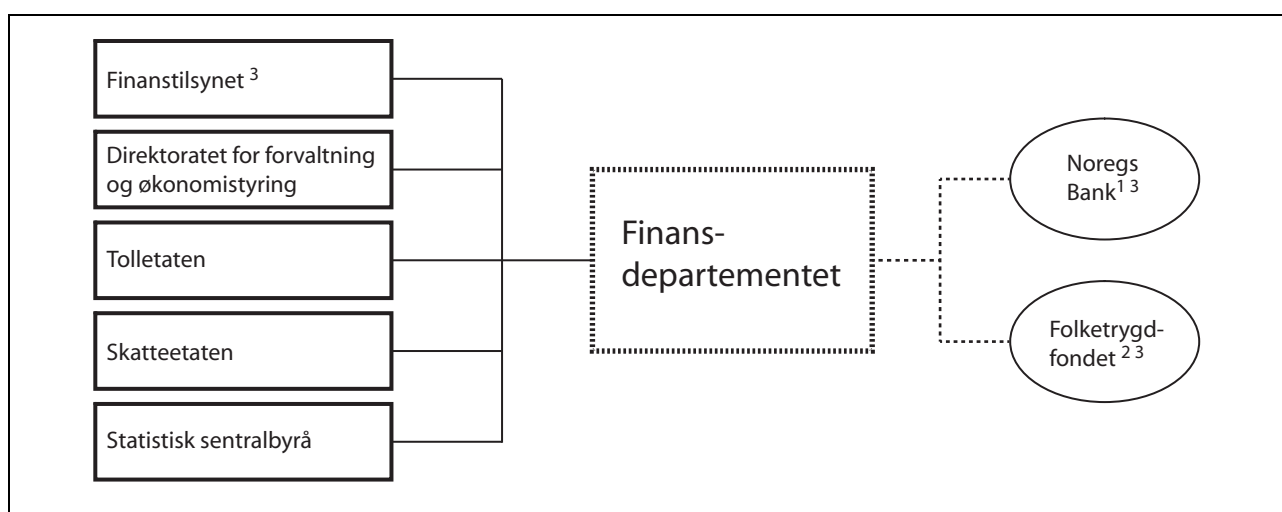 Finanstilsynet ³
Direktoratet for forvaltning
og økonomistyring
Tolletaten
Skatteetaten
Statistisk sentralbyrå
Finans-
departementet
Noregs
Bank¹ ³
Folketrygd-
fondet ² ³